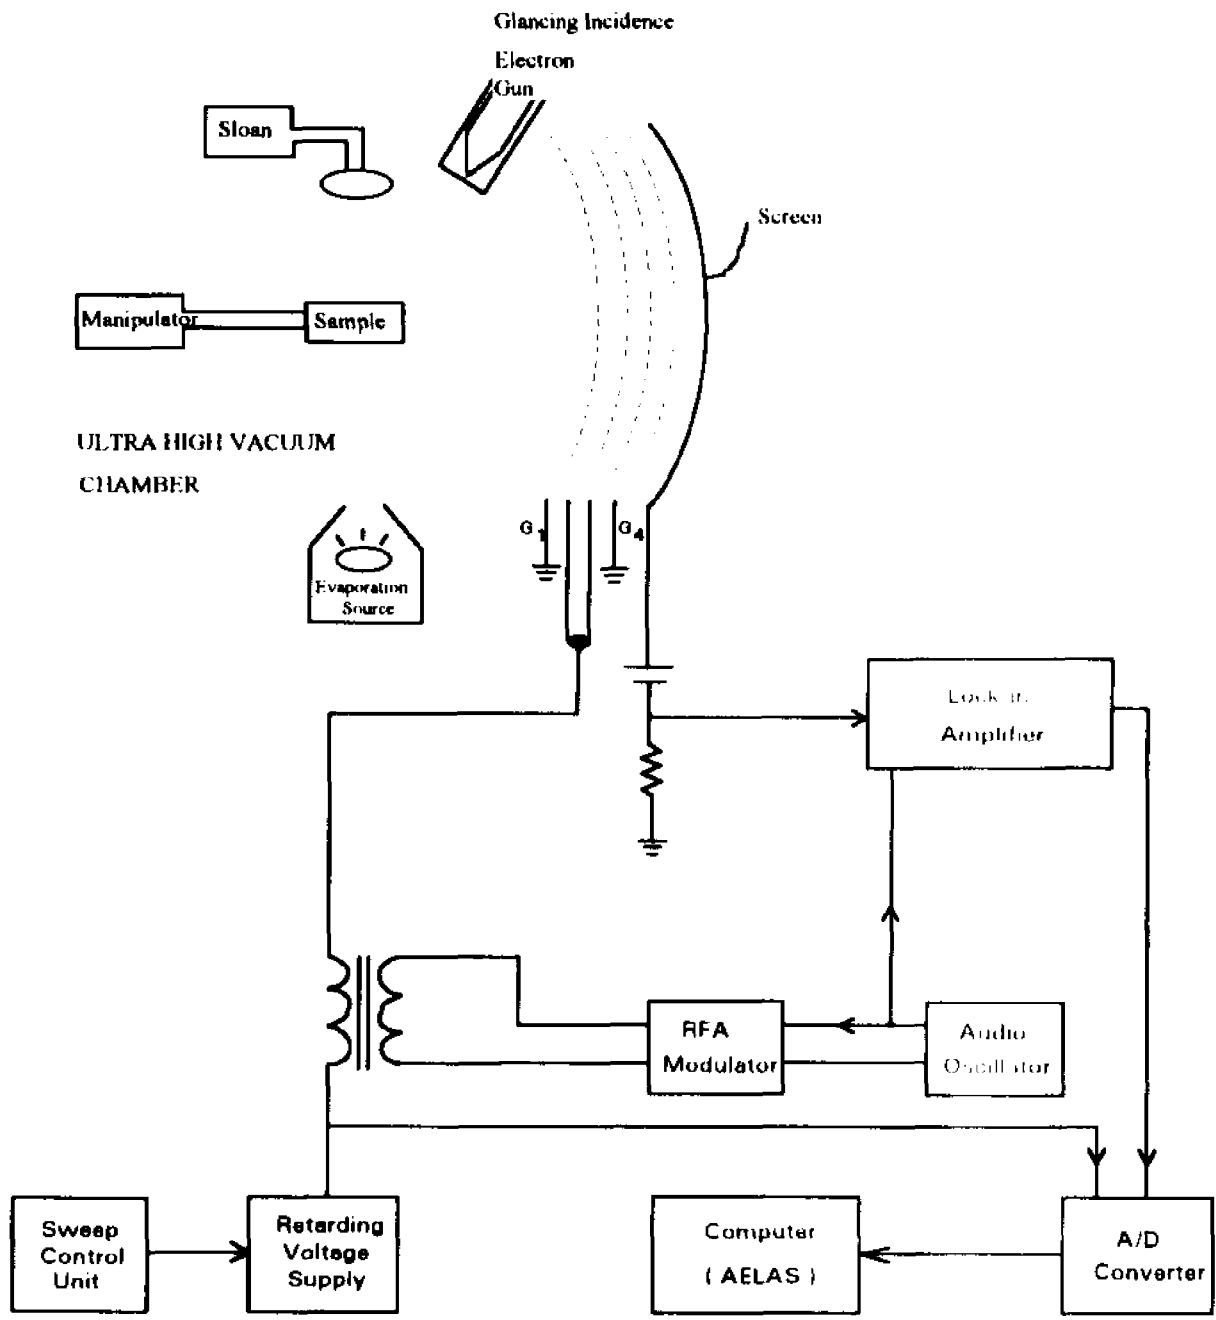 Glancing Incidence
Electron
Gun
Sloan
Screen
Manipulator
Sample
ULTRA HIGH VACUUM
CHAMBER
G1
G4
Evaporation
Source
Lock in
Amplifier
RFA
Modulator
Audio
Oscillator
Sweep
Control
Unit
Retarding
Voltage
Supply
Computer
( AELAS )
A/D
Converter